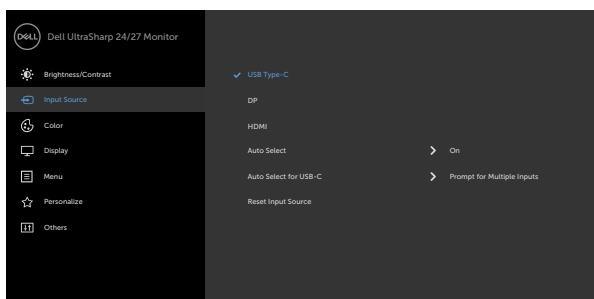 DELL Dell UltraSharp 24/27 Monitor
Brightness/Contrast
USB Type-C
Input Source
DP
Color
HDMI
Display
Auto Select
On
Menu
Auto Select for USB-C
Prompt for Multiple Inputs
Personalize
Reset Input Source
Others